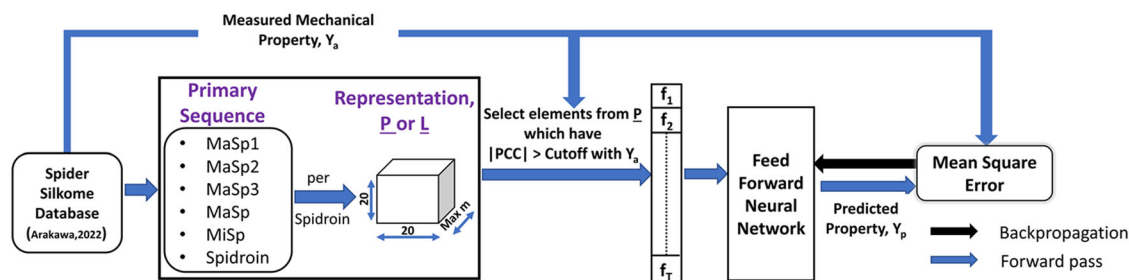 Measured Mechanical
Property, Yₐ
Spider
Silkome
Database
(Arakawa,2022)
Primary
Sequence
• MaSp1
• MaSp2
• MaSp3
• MaSp
• MiSp
• Spidroin
per
Spidroin
Representation,
P or L
20
20
Max m
Select elements from P
which have
|PCC| > Cutoff with Yₐ
f₁
f₂
f_T
Feed
Forward
Neural
Network
Predicted
Property, Yₚ
Mean Square
Error
Backpropagation
Forward pass